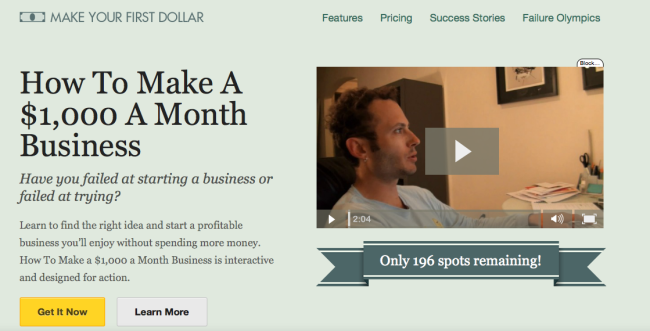 MAKE YOUR FIRST DOLLAR
Features Pricing Success Stories Failure Olympics
How To Make A
$1,000 A Month
Business
Have you failed at starting a business or
failed at trying?
Learn to find the right idea and start a profitable
business you'll enjoy without spending more money.
How To Make a $1,000 a Month Business is interactive
and designed for action.
Get It Now Learn More
Block...
2:04
Only 196 spots remaining!